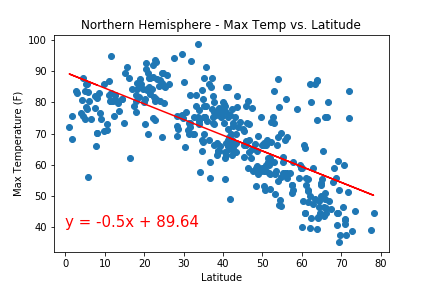 Northern Hemisphere - Max Temp vs. Latitude
Max Temperature (F)
100
90
80
70
60
50
40
y = -0.5x + 89.64
0 10 20 30 40 50 60 70 80
Latitude